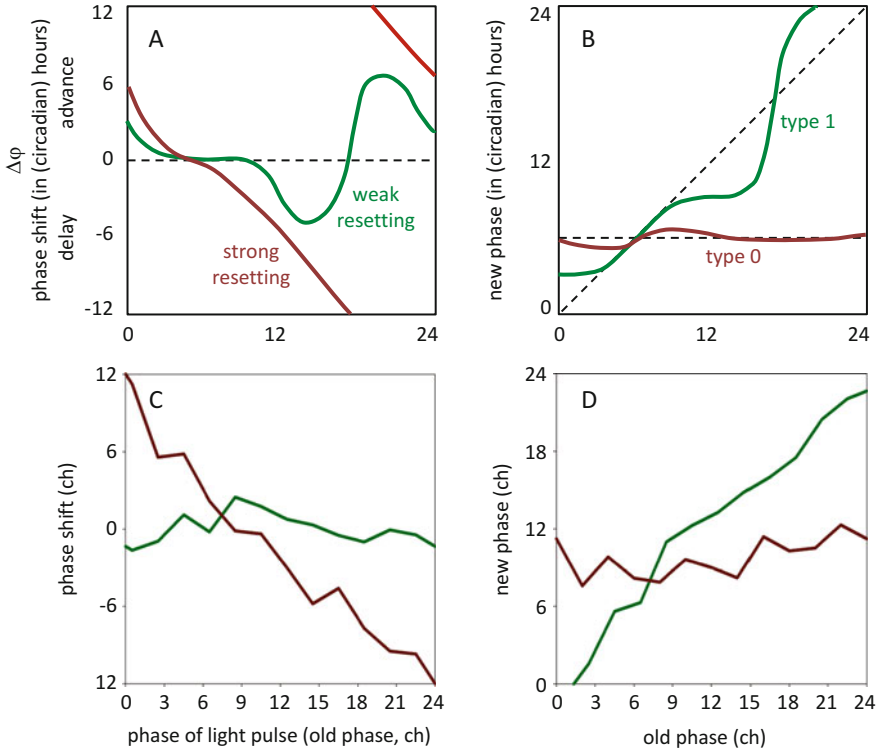 A
12
6
0
-6
-12
Δφ
phase shift (in (circadian) hours)
delay
advance
weak
resetting
strong
resetting
0
12
24
B
24
12
0
new phase (in (circadian) hours)
type 1
type 0
0
12
24
C
12
6
0
-6
12
phase shift (ch)
0
3
6
9
12
15
18
21
24
phase of light pulse (old phase, ch)
D
24
18
12
6
0
new phase (ch)
0
3
6
9
12
15
18
21
24
old phase (ch)